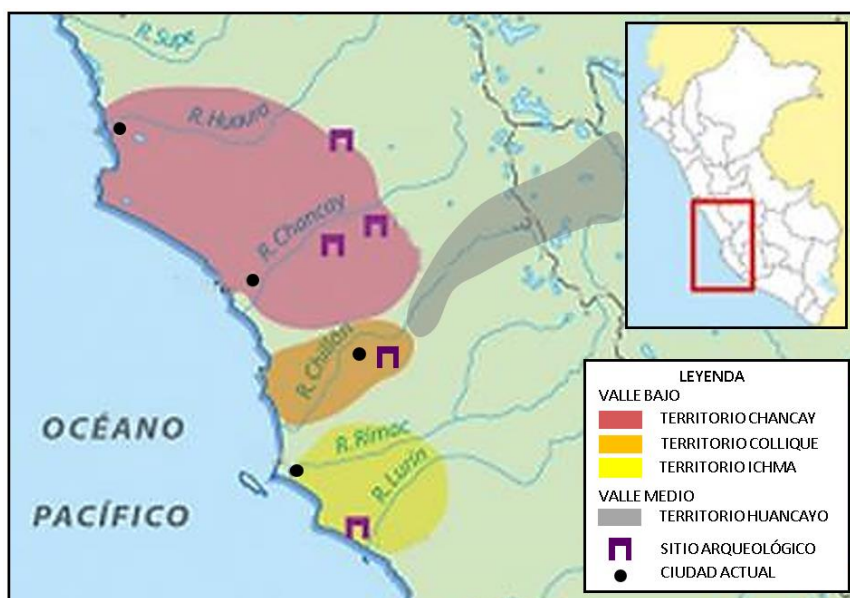 R. Supe
R. Huaura
R. Chancay
R. Chillón
R. Rímac
R. Lurín
OCÉANO
PACÍFICO
LEYENDA
VALLE BAJO
TERRITORIO CHANCAY
TERRITORIO COLLIQUE
TERRITORIO ICHMA
VALLE MEDIO
TERRITORIO HUANCAYO
SITIO ARQUEOLÓGICO
CIUDAD ACTUAL